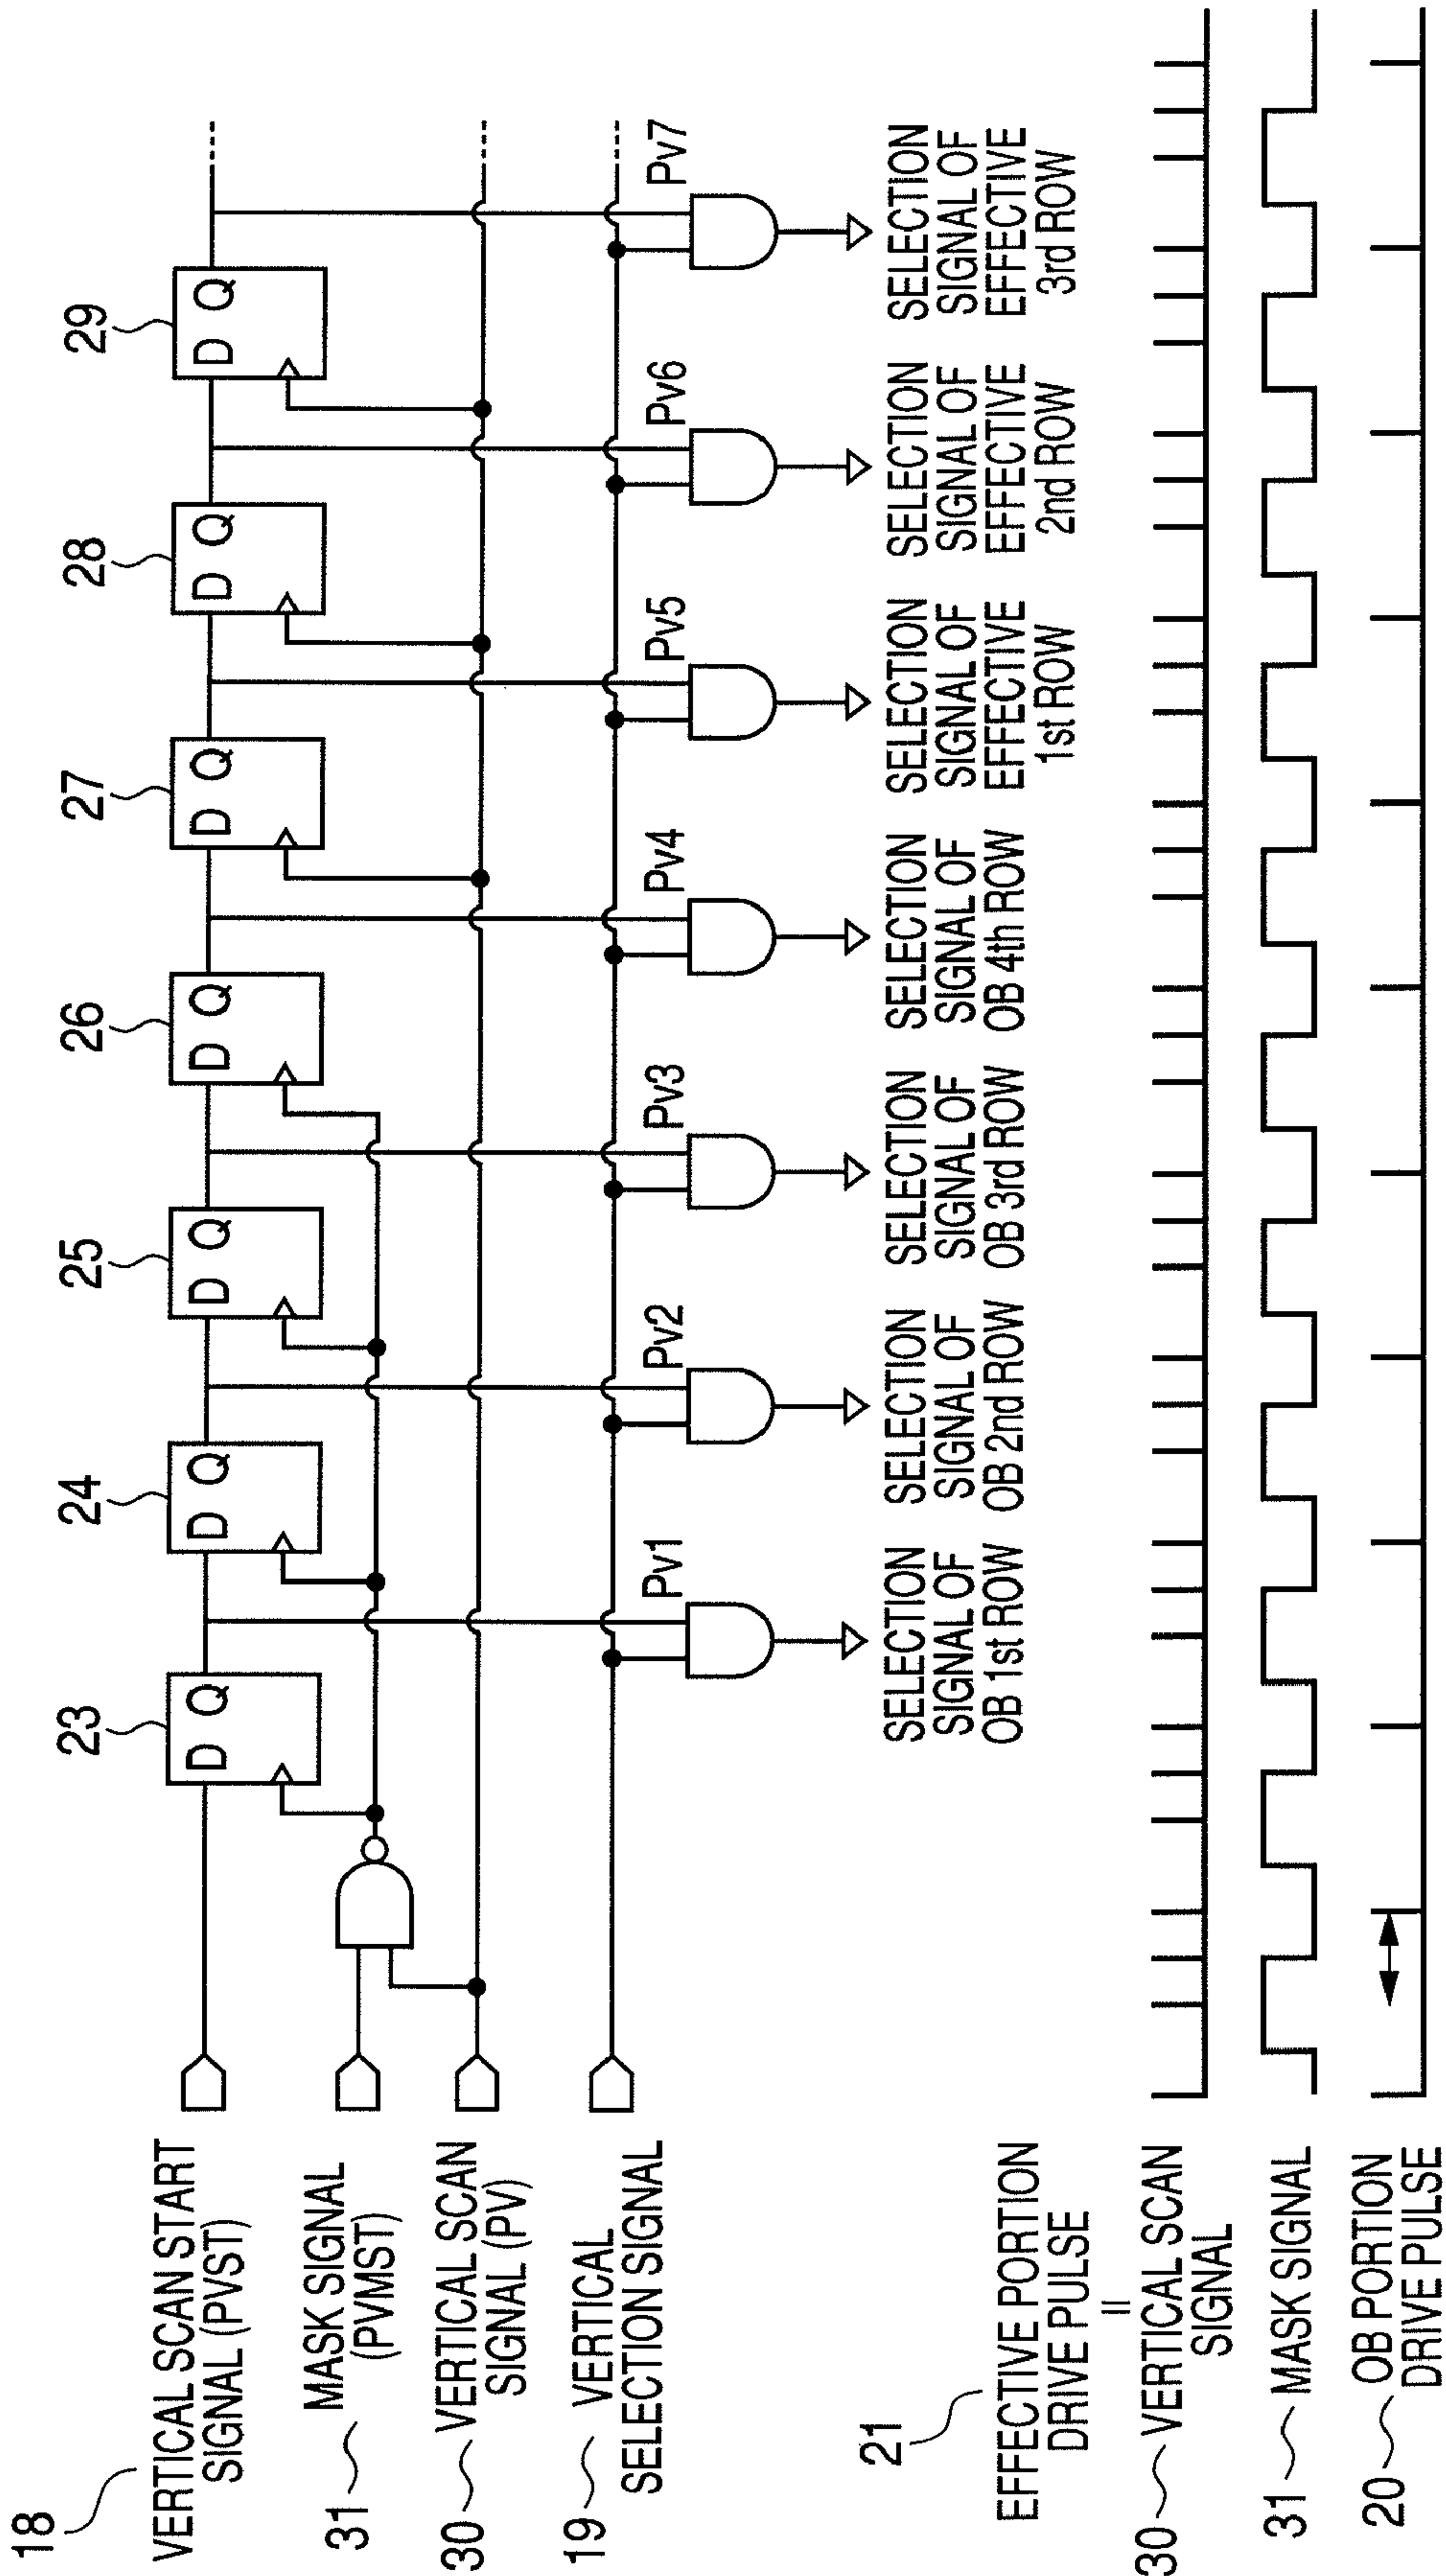 18
VERTICAL SCAN START
SIGNAL (PVST)
31
MASK SIGNAL
(PVMST)
30
VERTICAL SCAN
SIGNAL (PV)
19
VERTICAL
SELECTION SIGNAL
23
D Q
24
D Q
25
D Q
26
D Q
27
D Q
28
D Q
29
D Q
Pv1
Pv2
Pv3
Pv4
Pv5
Pv6
Pv7
SELECTION
SIGNAL OF
OB 1st ROW
SELECTION
SIGNAL OF
OB 2nd ROW
SELECTION
SIGNAL OF
OB 3rd ROW
SELECTION
SIGNAL OF
OB 4th ROW
SELECTION
SIGNAL OF
EFFECTIVE
1st ROW
SELECTION
SIGNAL OF
EFFECTIVE
2nd ROW
SELECTION
SIGNAL OF
EFFECTIVE
3rd ROW
21
EFFECTIVE PORTION
DRIVE PULSE
=
30
VERTICAL SCAN
SIGNAL
31
MASK SIGNAL
20
OB PORTION
DRIVE PULSE